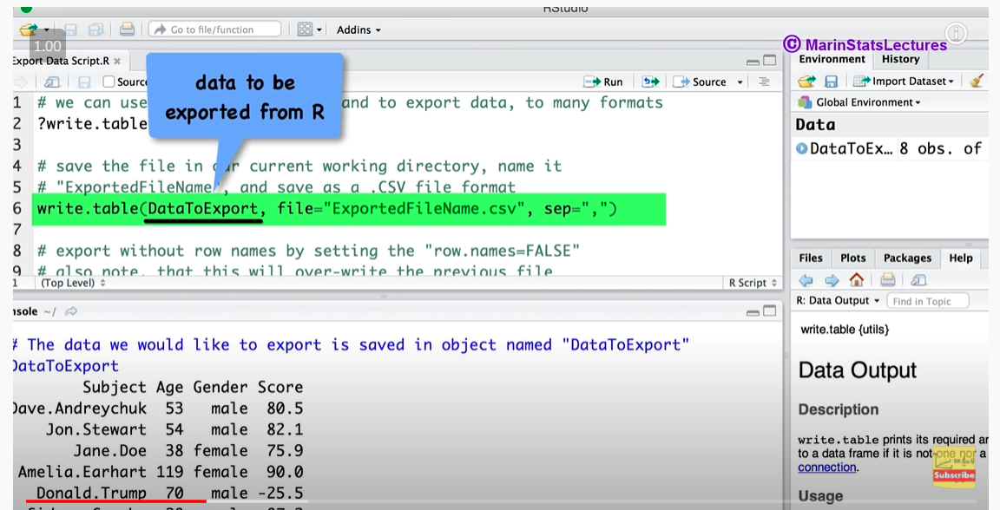 RStudio
1.00
Go to file/function
Addins
© MarinStatsLectures
Export Data Script.R
Environment
History
Source
Run
Source
Import Dataset
data to be
exported from R
Global Environment
1 # we can use and to export data, to many formats
2 ?write.table
Data
DataToEx... 8 obs. of
3
4 # save the file in our current working directory, name it
5 # "ExportedFileName", and save as a .CSV file format
6 write.table(DataToExport, file="ExportedFileName.csv", sep=",")
7
8 # export without row names by setting the "row.names=FALSE"
9 # also note, that this will over-write the previous file
1 (Top Level)
R Script
Files
Plots
Packages
Help
R: Data Output
Find in Topic
nsole ~/
write.table {utils}
# The data we would like to export is saved in object named "DataToExport"
DataToExport
Subject Age Gender Score
Dave.Andreychuk 53 male 80.5
Jon.Stewart 54 male 82.1
Jane.Doe 38 female 75.9
Amelia.Earhart 119 female 90.0
Donald.Trump 70 male -25.5
Data Output
Description
write.table prints its required ar
to a data frame if it is not one nor a
connection.
Subscribe
Usage